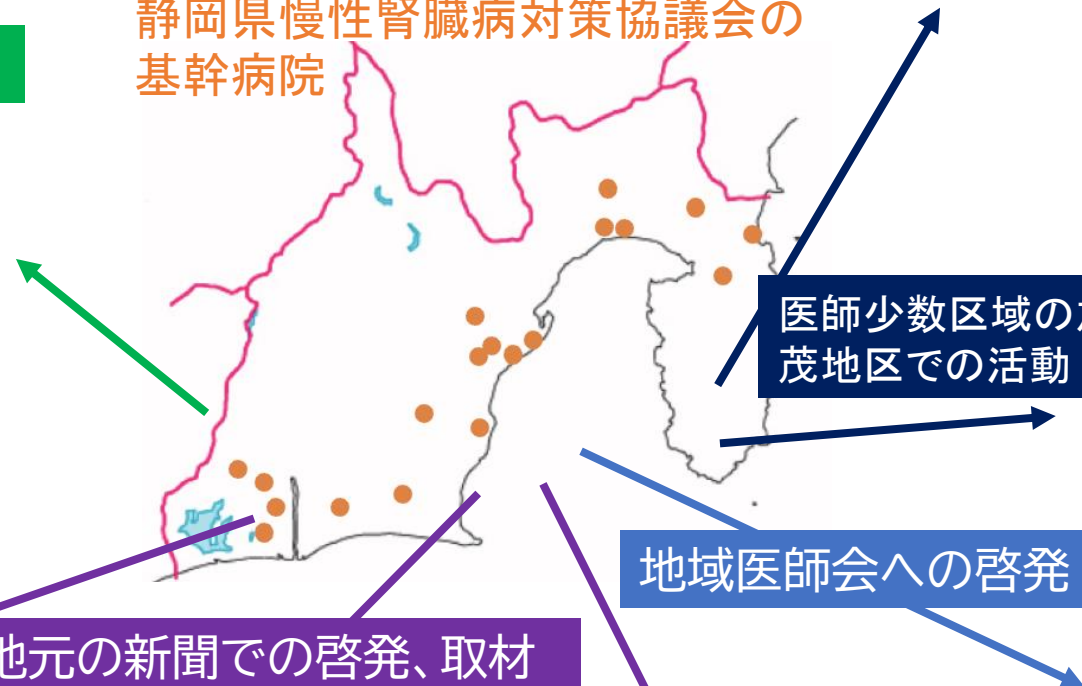 静岡県慢性腎臓病対策協議会の
基幹病院
医師少数区域の
茂地区での活動
地域医師会への啓発
地元の新聞での啓発、取材